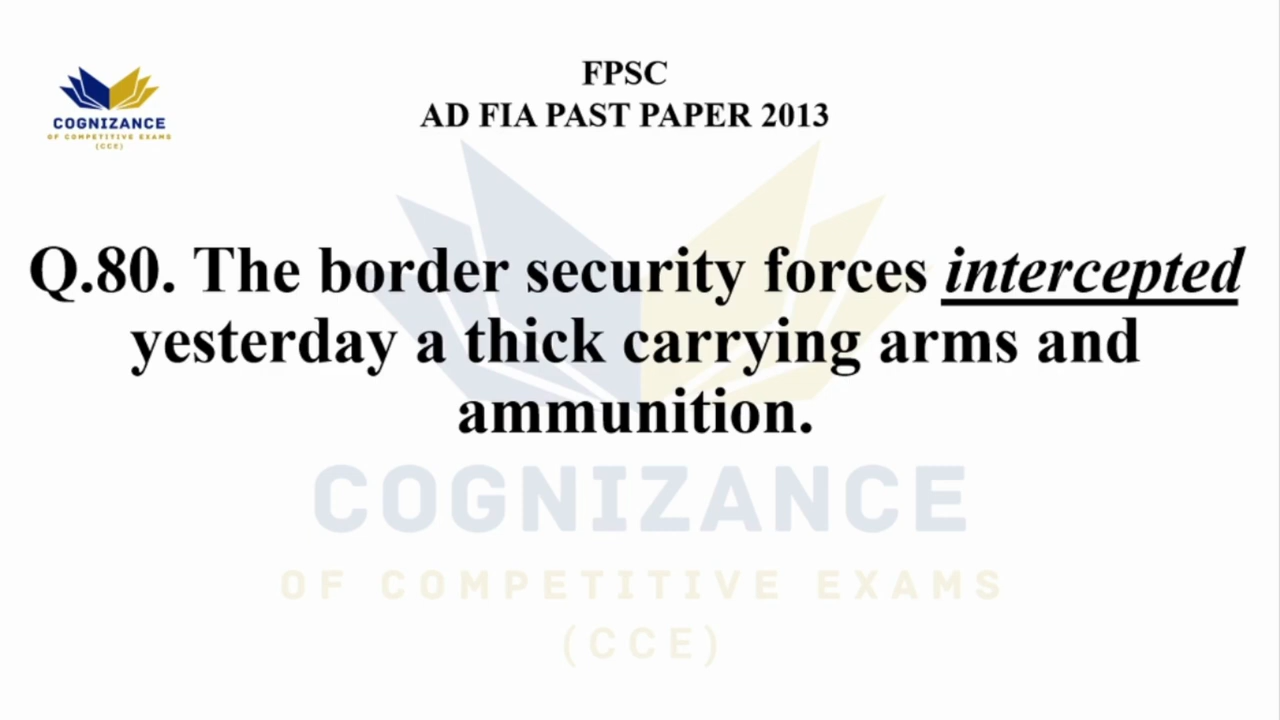 COGNIZANCE
OF COMPETITIVE EXAMS
(CCE)
FPSC
AD FIA PAST PAPER 2013
Q.80. The border security forces intercepted
yesterday a thick carrying arms and
ammunition.
COGNIZANCE
OF COMPETITIVE EXAMS
(CCE)